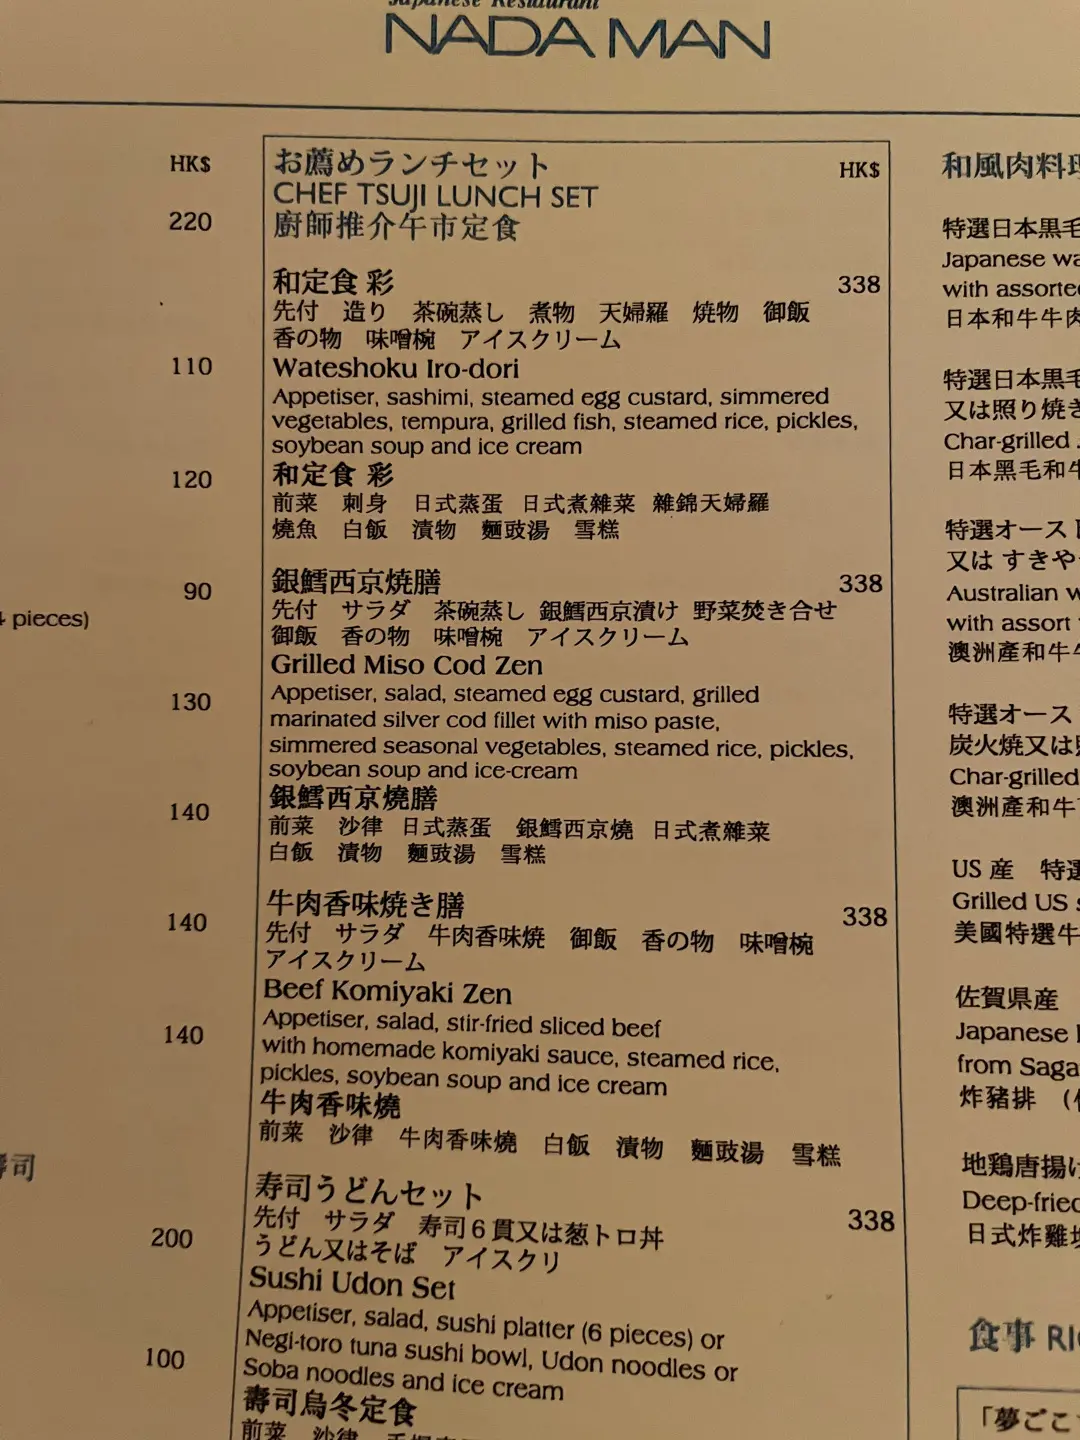 Japanese Restaurant
NADA MAN
HK$
220
110
120
90
4 pieces)
130
140
140
140
壽司
200
100
お薦めランチセット
HK$
CHEF TSUJI LUNCH SET
廚師推介午市定食
和定食 彩 338
先付 造り 茶碗蒸し 煮物 天婦羅 焼物 御飯
香の物 味噌椀 アイスクリーム
Wateshoku Iro-dori
Appetiser, sashimi, steamed egg custard, simmered
vegetables, tempura, grilled fish, steamed rice, pickles,
soybean soup and ice cream
和定食 彩
前菜 刺身 日式蒸蛋 日式煮雜菜 雜錦天婦羅
燒魚 白飯 漬物 麵豉湯 雪糕
銀鱈西京焼膳 338
先付 サラダ 茶碗蒸し 銀鱈西京漬け 野菜焚き合せ
御飯 香の物 味噌椀 アイスクリーム
Grilled Miso Cod Zen
Appetiser, salad, steamed egg custard, grilled
marinated silver cod fillet with miso paste,
simmered seasonal vegetables, steamed rice, pickles,
soybean soup and ice-cream
銀鱈西京燒膳
前菜 沙律 日式蒸蛋 銀鱈西京燒 日式煮雜菜
白飯 漬物 麵豉湯 雪糕
牛肉香味焼き膳 338
先付 サラダ 牛肉香味焼 御飯 香の物 味噌椀
アイスクリーム
Beef Komiyaki Zen
Appetiser, salad, stir-fried sliced beef
with homemade komiyaki sauce, steamed rice,
pickles, soybean soup and ice cream
牛肉香味燒
前菜 沙律 牛肉香味燒 白飯 漬物 麵豉湯 雪糕
寿司うどんセット 338
先付 サラダ 寿司６貫又は葱トロ丼
うどん又はそば アイスクリ
Sushi Udon Set
Appetiser, salad, sushi platter (6 pieces) or
Negi-toro tuna sushi bowl, Udon noodles or
Soba noodles and ice cream
壽司烏冬定食
前菜 沙律
和風肉料理
特選日本黒毛
Japanese wa
with assorted
日本和牛牛肉
特選日本黒毛
又は照り焼き
Char-grilled
日本黑毛和牛
特選オースト
又は すきやき
Australian w
with assort
澳洲產和牛牛
特選オースト
炭火焼又は照
Char-grilled
澳洲產和牛
US 産 特選
Grilled US s
美國特選牛
佐賀県産
Japanese
from Saga
炸豬排
地鶏唐揚げ
Deep-fried
日式炸雞塊
食事 RIC
「夢ごこ